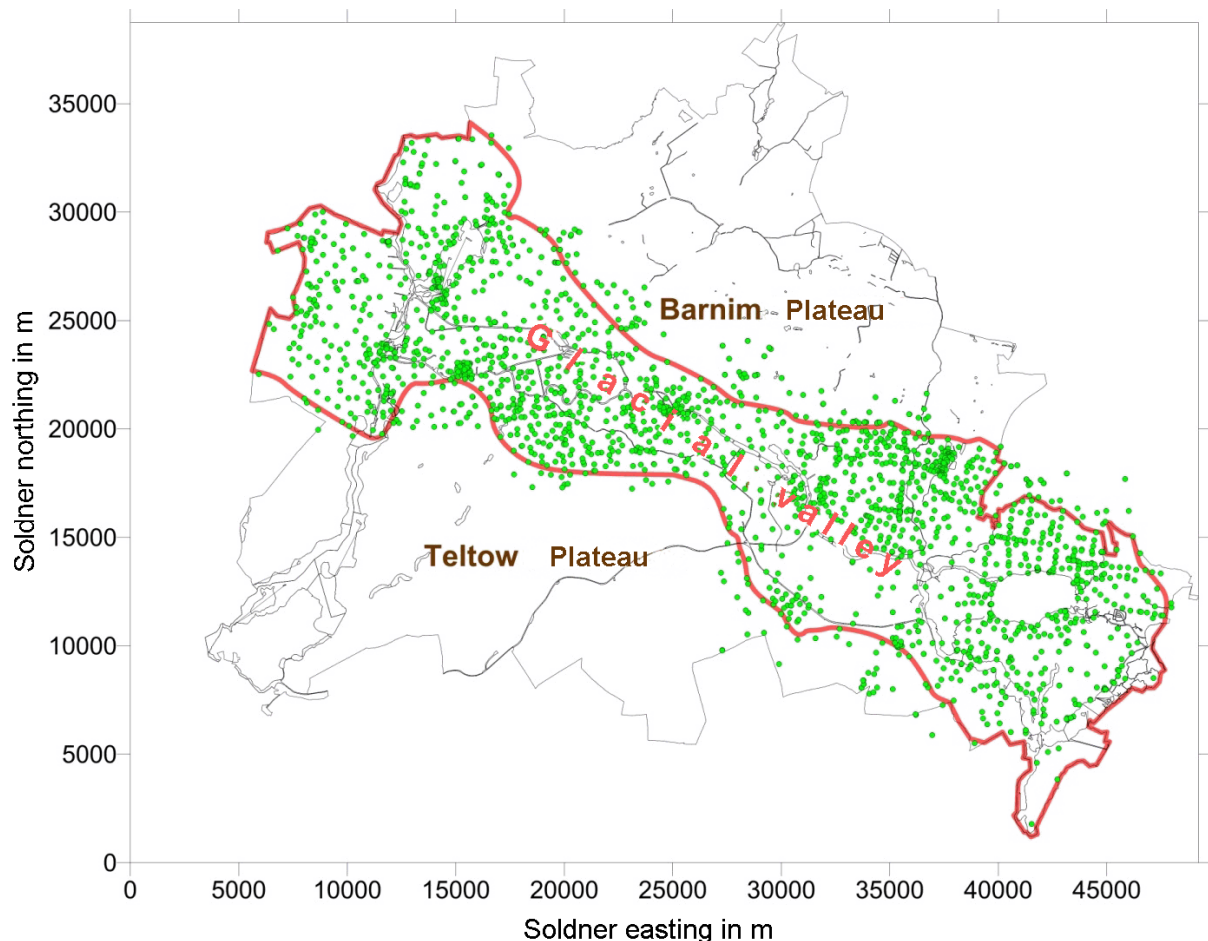 35000
30000
25000
20000
15000
10000
5000
0
Soldner northing in m
Barnim Plateau
Glacial valley
Teltow Plateau
0 5000 10000 15000 20000 25000 30000 35000 40000 45000
Soldner easting in m